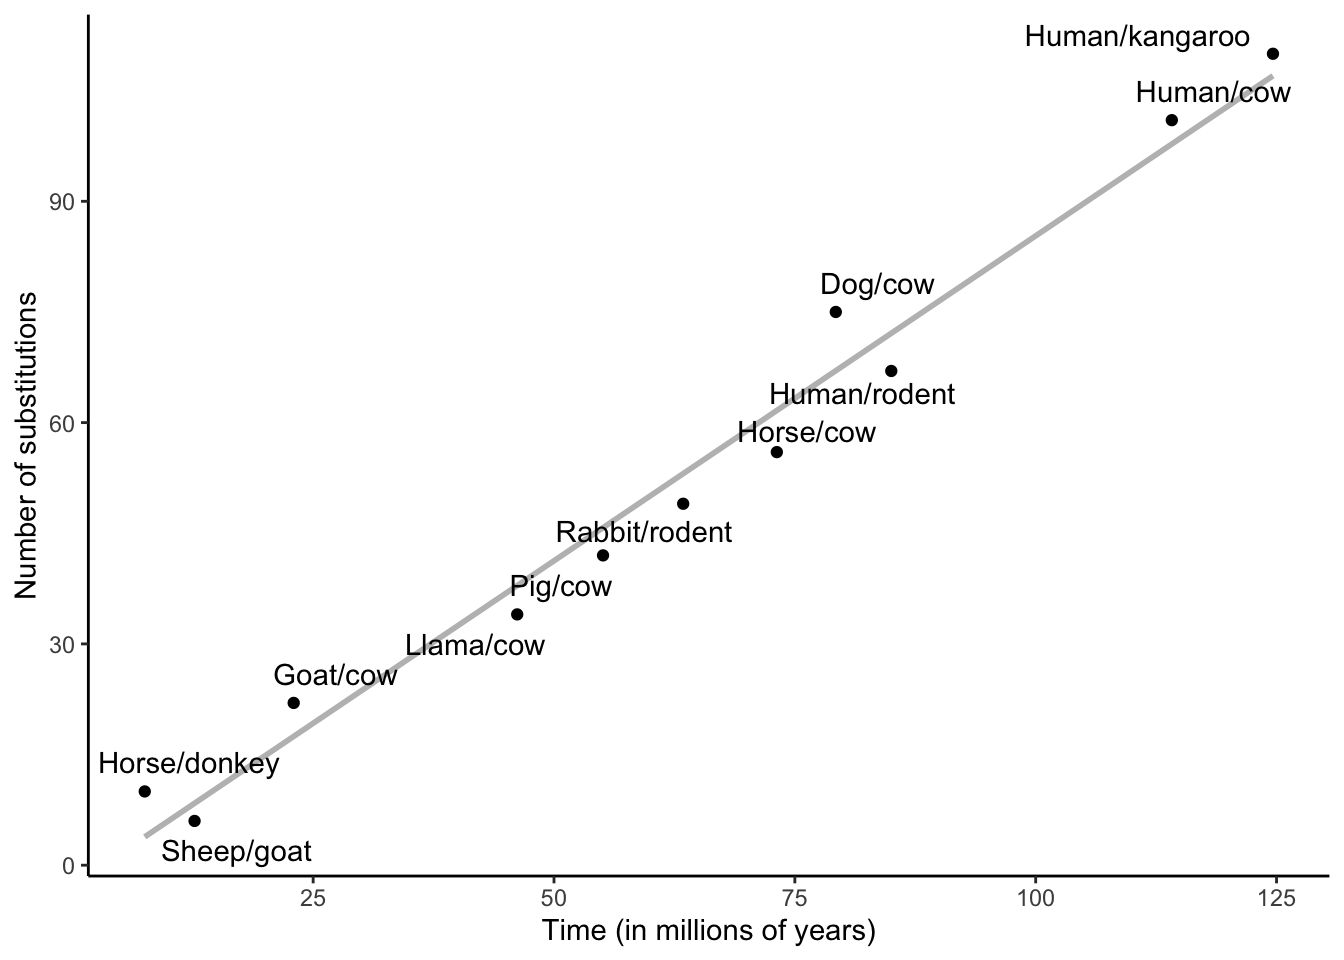 Human/kangaroo
Human/cow
90
Dog/cow
Human/rodent
60
Horse/cow
Rabbit/rodent
Pig/cow
30
Llama/cow
Goat/cow
Horse/donkey
Sheep/goat
0
25 50 75 100 125
Time (in millions of years)
Number of substitutions